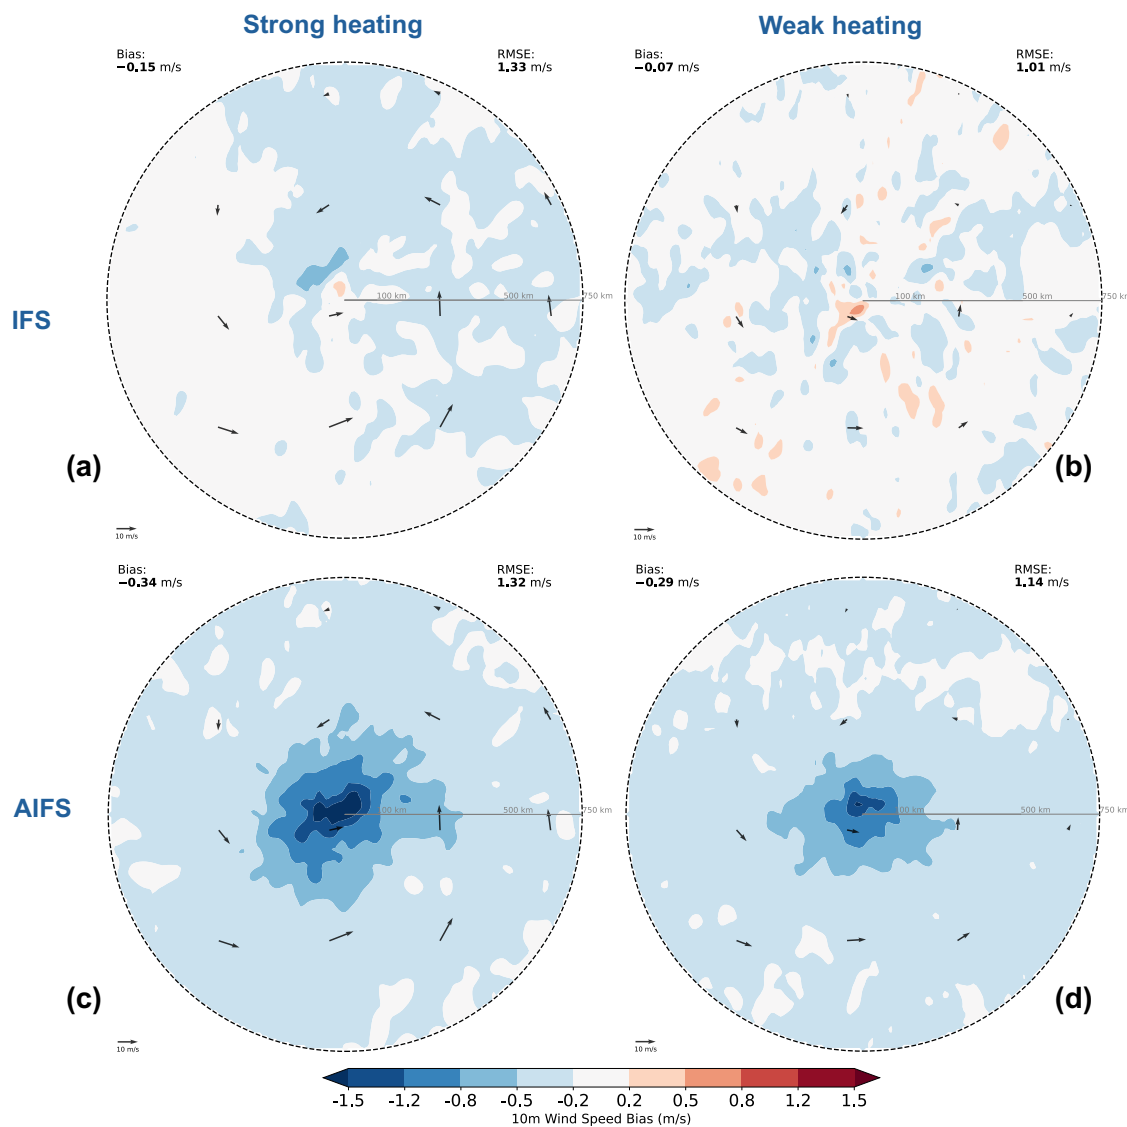 Strong heating
Weak heating
Bias:
−0.15 m/s
RMSE:
1.33 m/s
Bias:
−0.07 m/s
RMSE:
1.01 m/s
IFS
100 km
500 km
750 km
100 km
500 km
750 km
(a)
(b)
10 m/s
10 m/s
Bias:
−0.34 m/s
RMSE:
1.32 m/s
Bias:
−0.29 m/s
RMSE:
1.14 m/s
AIFS
100 km
500 km
750 km
100 km
500 km
750 km
(c)
(d)
10 m/s
10 m/s
-1.5 -1.2 -0.8 -0.5 -0.2 0.2 0.5 0.8 1.2 1.5
10m Wind Speed Bias (m/s)